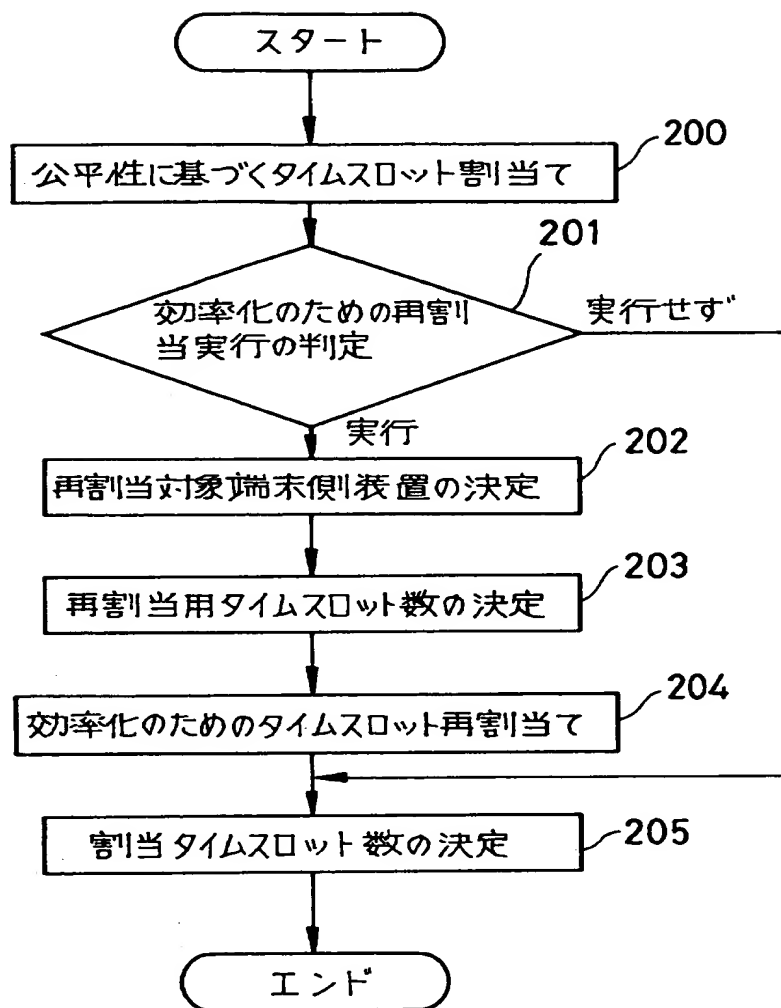 スタート
200
公平性に基づくタイムスロット割当て
201
効率化のための再割
当実行の判定
実行せず
実行
202
再割当対象端末側装置の決定
203
再割当用タイムスロット数の決定
204
効率化のためのタイムスロット再割当て
205
割当タイムスロット数の決定
エンド